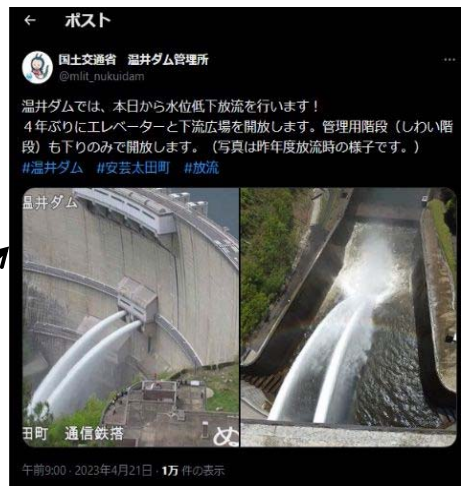 ← ポスト
国土交通省　温井ダム管理所
@mlit_nukuidam
温井ダムでは、本日から水位低下放流を行います！
４年ぶりにエレベーターと下流広場を開放します。管理用階段（しわい階
段）も下りのみで開放します。（写真は昨年度放流時の様子です。）
#温井ダム　#安芸太田町　#放流
温井ダム
田町　通信鉄塔
ぬ
午前9:00 · 2023年4月21日 · 1万 件の表示